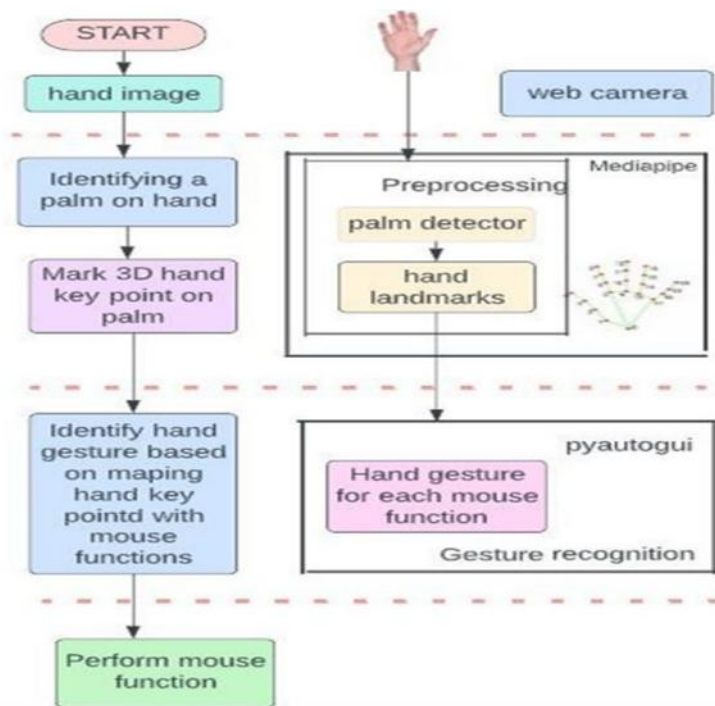 START
hand image
web camera
Identifying a
palm on hand
Mediapipe
Preprocessing
palm detector
hand
landmarks
Mark 3D hand
key point on
palm
Identify hand
gesture based
on maping
hand key
pointd with
mouse
functions
pyautogui
Hand gesture
for each mouse
function
Gesture recognition
Perform mouse
function